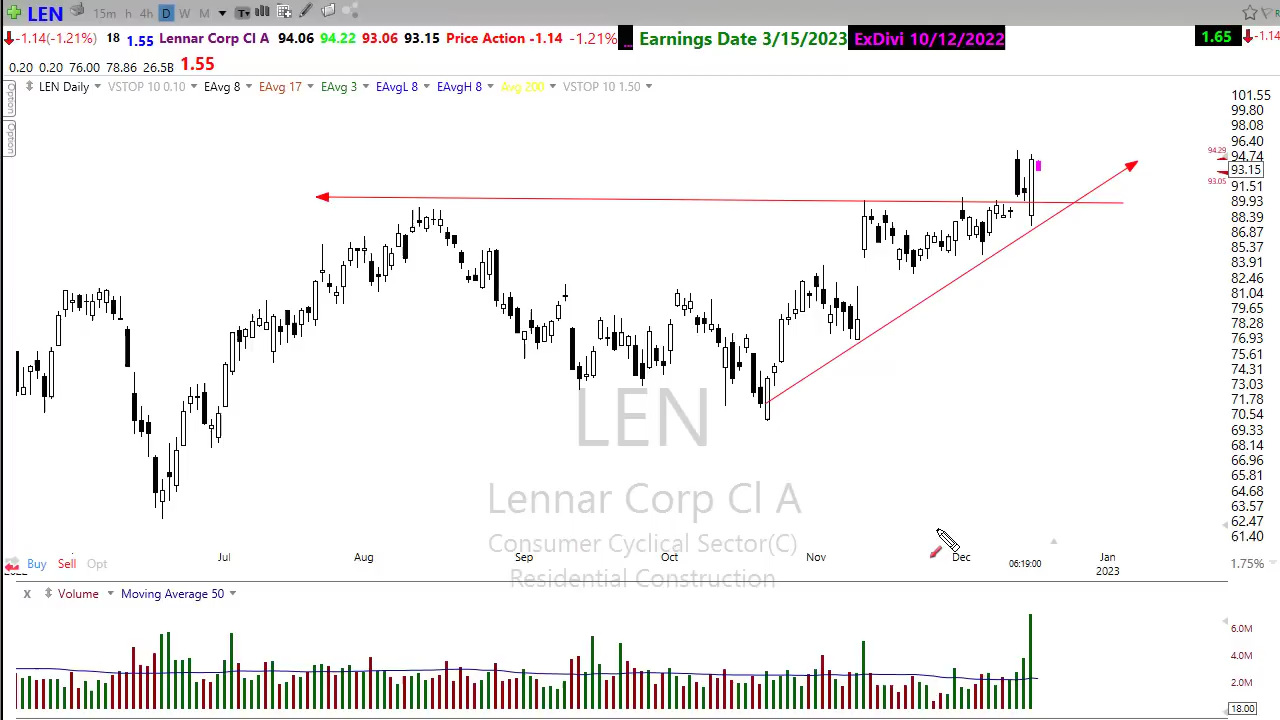 LEN 15m h 4h D W M T
-1.14(-1.21%) 18 1.55 Lennar Corp Cl A 94.06 94.22 93.06 93.15 Price Action -1.14 -1.21% ... Earnings Date 3/15/2023 ExDivi 10/12/2022 1.65 -1.14
0.20 0.20 76.00 78.86 26.5B 1.55
Option LEN Daily VSTOP 10 0.10 EAvg 8 EAvg 17 EAvg 3 EAvgL 8 EAvgH 8 Avg 200 VSTOP 10 1.50
Option
101.55
99.80
98.08
96.40
94.29 94.74
93.15
93.05 91.51
89.93
88.39
86.87
85.37
83.91
82.46
81.04
79.65
78.28
76.93
75.61
74.31
73.03
71.78
70.54
69.33
68.14
66.96
65.81
64.68
63.57
62.47
61.40
LEN
Lennar Corp Cl A
Consumer Cyclical Sector(C)
Residential Construction
Jul Aug Sep Oct Nov Dec Jan
Buy Sell Opt 06:19:00 1.75%
2023
X Volume Moving Average 50
6.0M
4.0M
2.0M
18.00